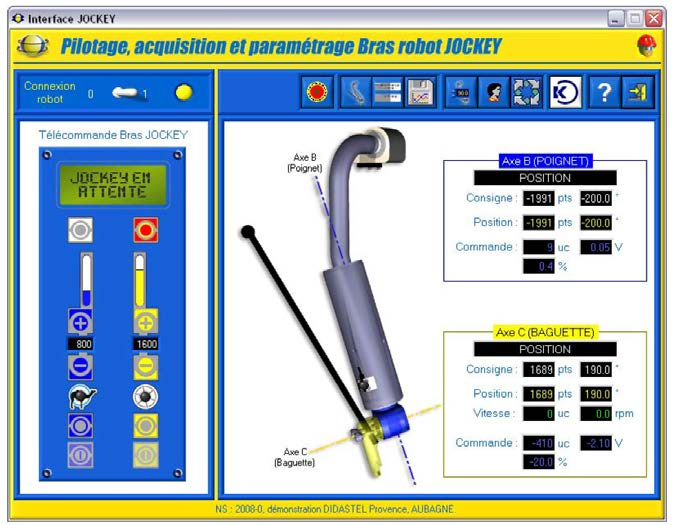 Interface JOCKEY
Pilotage, acquisition et paramétrage Bras robot JOCKEY
Connexion robot 0 1
Télécommande Bras JOCKEY
JOCKEY EN
ATTENTE
800 1600
Axe B
(Poignet)
Axe C
(Baguette)
Axe B (POIGNET)
POSITION
Consigne : -1991 pts -200.0 °
Position : -1991 pts -200.0 °
Commande : 9 uc 0.05 V
0.4 %
Axe C (BAGUETTE)
POSITION
Consigne : 1689 pts 190.0 °
Position : 1689 pts 190.0 °
Vitesse : 0 uc 0.0 rpm
Commande : -410 uc -2.10 V
-20.0 %
NS : 2008-0, démonstration DIDASTEL Provence, AUBAGNE.